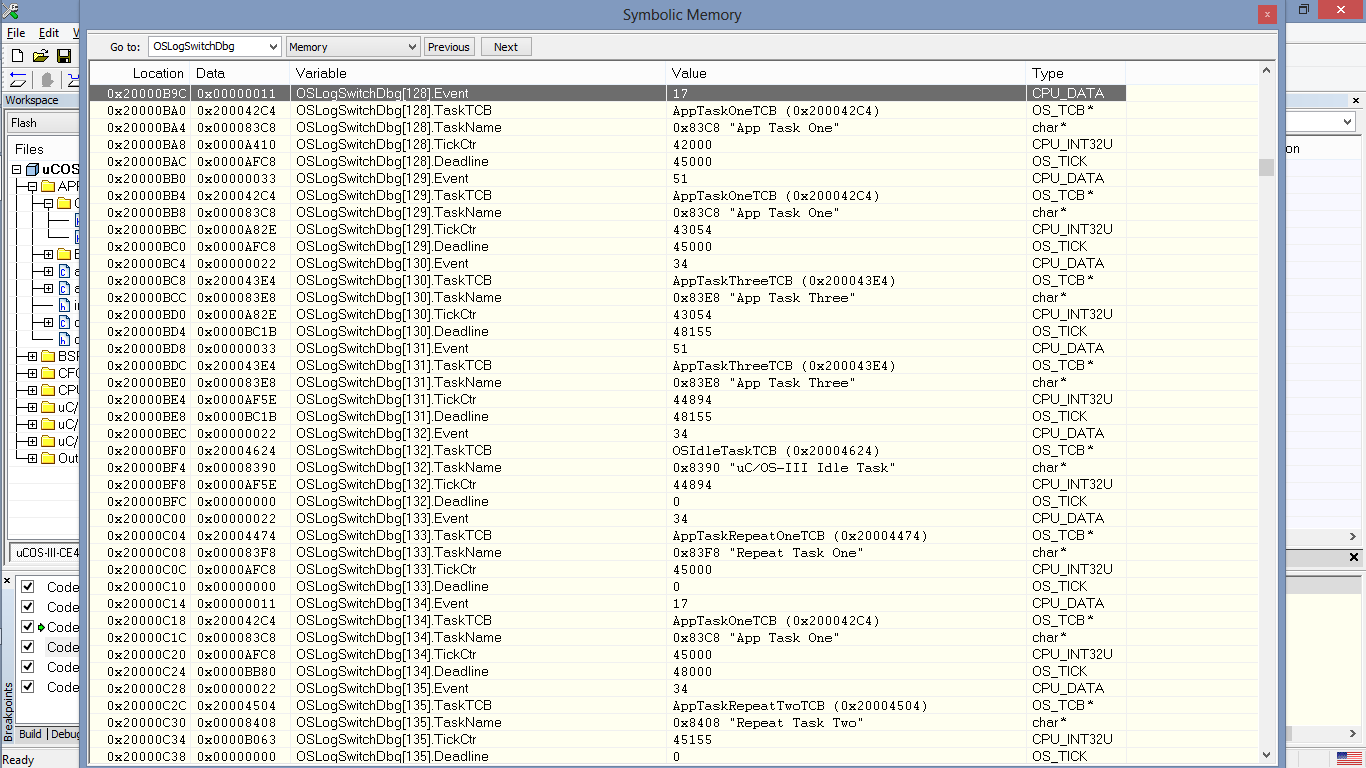 Symbolic Memory
File Edit V
Go to: OSLogSwitchDbg Memory Previous Next
Workspace
Flash
Files
uCOS
APP
BSP
CPU
uC/
uC/
uC/
Out
uCOS-III-CE4
Code
Code
Code
Code
Code
Code
Breakpoints
Build Debug
Ready
on
Location Data Variable Value Type
0x20000B9C 0x00000011 OSLogSwitchDbg[128].Event 17 CPU_DATA
0x20000BA0 0x200042C4 OSLogSwitchDbg[128].TaskTCB AppTaskOneTCB (0x200042C4) OS_TCB*
0x20000BA4 0x000083C8 OSLogSwitchDbg[128].TaskName 0x83C8 "App Task One" char*
0x20000BA8 0x0000A410 OSLogSwitchDbg[128].TickCtr 42000 CPU_INT32U
0x20000BAC 0x0000AFC8 OSLogSwitchDbg[128].Deadline 45000 OS_TICK
0x20000BB0 0x00000033 OSLogSwitchDbg[129].Event 51 CPU_DATA
0x20000BB4 0x200042C4 OSLogSwitchDbg[129].TaskTCB AppTaskOneTCB (0x200042C4) OS_TCB*
0x20000BB8 0x000083C8 OSLogSwitchDbg[129].TaskName 0x83C8 "App Task One" char*
0x20000BBC 0x0000A82E OSLogSwitchDbg[129].TickCtr 43054 CPU_INT32U
0x20000BC0 0x0000AFC8 OSLogSwitchDbg[129].Deadline 45000 OS_TICK
0x20000BC4 0x00000022 OSLogSwitchDbg[130].Event 34 CPU_DATA
0x20000BC8 0x200043E4 OSLogSwitchDbg[130].TaskTCB AppTaskThreeTCB (0x200043E4) OS_TCB*
0x20000BCC 0x000083E8 OSLogSwitchDbg[130].TaskName 0x83E8 "App Task Three" char*
0x20000BD0 0x0000A82E OSLogSwitchDbg[130].TickCtr 43054 CPU_INT32U
0x20000BD4 0x0000BC1B OSLogSwitchDbg[130].Deadline 48155 OS_TICK
0x20000BD8 0x00000033 OSLogSwitchDbg[131].Event 51 CPU_DATA
0x20000BDC 0x200043E4 OSLogSwitchDbg[131].TaskTCB AppTaskThreeTCB (0x200043E4) OS_TCB*
0x20000BE0 0x000083E8 OSLogSwitchDbg[131].TaskName 0x83E8 "App Task Three" char*
0x20000BE4 0x0000AF5E OSLogSwitchDbg[131].TickCtr 44894 CPU_INT32U
0x20000BE8 0x0000BC1B OSLogSwitchDbg[131].Deadline 48155 OS_TICK
0x20000BEC 0x00000022 OSLogSwitchDbg[132].Event 34 CPU_DATA
0x20000BF0 0x20004624 OSLogSwitchDbg[132].TaskTCB OSIdleTaskTCB (0x20004624) OS_TCB*
0x20000BF4 0x00008390 OSLogSwitchDbg[132].TaskName 0x8390 "uC/OS-III Idle Task" char*
0x20000BF8 0x0000AF5E OSLogSwitchDbg[132].TickCtr 44894 CPU_INT32U
0x20000BFC 0x00000000 OSLogSwitchDbg[132].Deadline 0 OS_TICK
0x20000C00 0x00000022 OSLogSwitchDbg[133].Event 34 CPU_DATA
0x20000C04 0x20004474 OSLogSwitchDbg[133].TaskTCB AppTaskRepeatOneTCB (0x20004474) OS_TCB*
0x20000C08 0x000083F8 OSLogSwitchDbg[133].TaskName 0x83F8 "Repeat Task One" char*
0x20000C0C 0x0000AFC8 OSLogSwitchDbg[133].TickCtr 45000 CPU_INT32U
0x20000C10 0x00000000 OSLogSwitchDbg[133].Deadline 0 OS_TICK
0x20000C14 0x00000011 OSLogSwitchDbg[134].Event 17 CPU_DATA
0x20000C18 0x200042C4 OSLogSwitchDbg[134].TaskTCB AppTaskOneTCB (0x200042C4) OS_TCB*
0x20000C1C 0x000083C8 OSLogSwitchDbg[134].TaskName 0x83C8 "App Task One" char*
0x20000C20 0x0000AFC8 OSLogSwitchDbg[134].TickCtr 45000 CPU_INT32U
0x20000C24 0x0000BB80 OSLogSwitchDbg[134].Deadline 48000 OS_TICK
0x20000C28 0x00000022 OSLogSwitchDbg[135].Event 34 CPU_DATA
0x20000C2C 0x20004504 OSLogSwitchDbg[135].TaskTCB AppTaskRepeatTwoTCB (0x20004504) OS_TCB*
0x20000C30 0x00008408 OSLogSwitchDbg[135].TaskName 0x8408 "Repeat Task Two" char*
0x20000C34 0x0000B063 OSLogSwitchDbg[135].TickCtr 45155 CPU_INT32U
0x20000C38 0x00000000 OSLogSwitchDbg[135].Deadline 0 OS_TICK